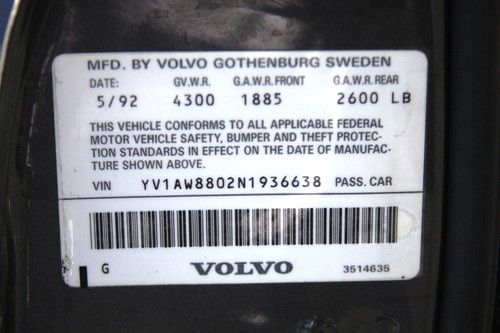 MFD. BY VOLVO GOTHENBURG SWEDEN
DATE: GV.W.R. G.A.W.R.FRONT G.A.W.R.REAR
5/92 4300 1885 2600 LB
THIS VEHICLE CONFORMS TO ALL APPLICABLE FEDERAL
MOTOR VEHICLE SAFETY, BUMPER AND THEFT PROTEC-
TION STANDARDS IN EFFECT ON THE DATE OF MANUFAC-
TURE SHOWN ABOVE.
VIN YV1AW8802N1936638 PASS. CAR
G VOLVO 3514635